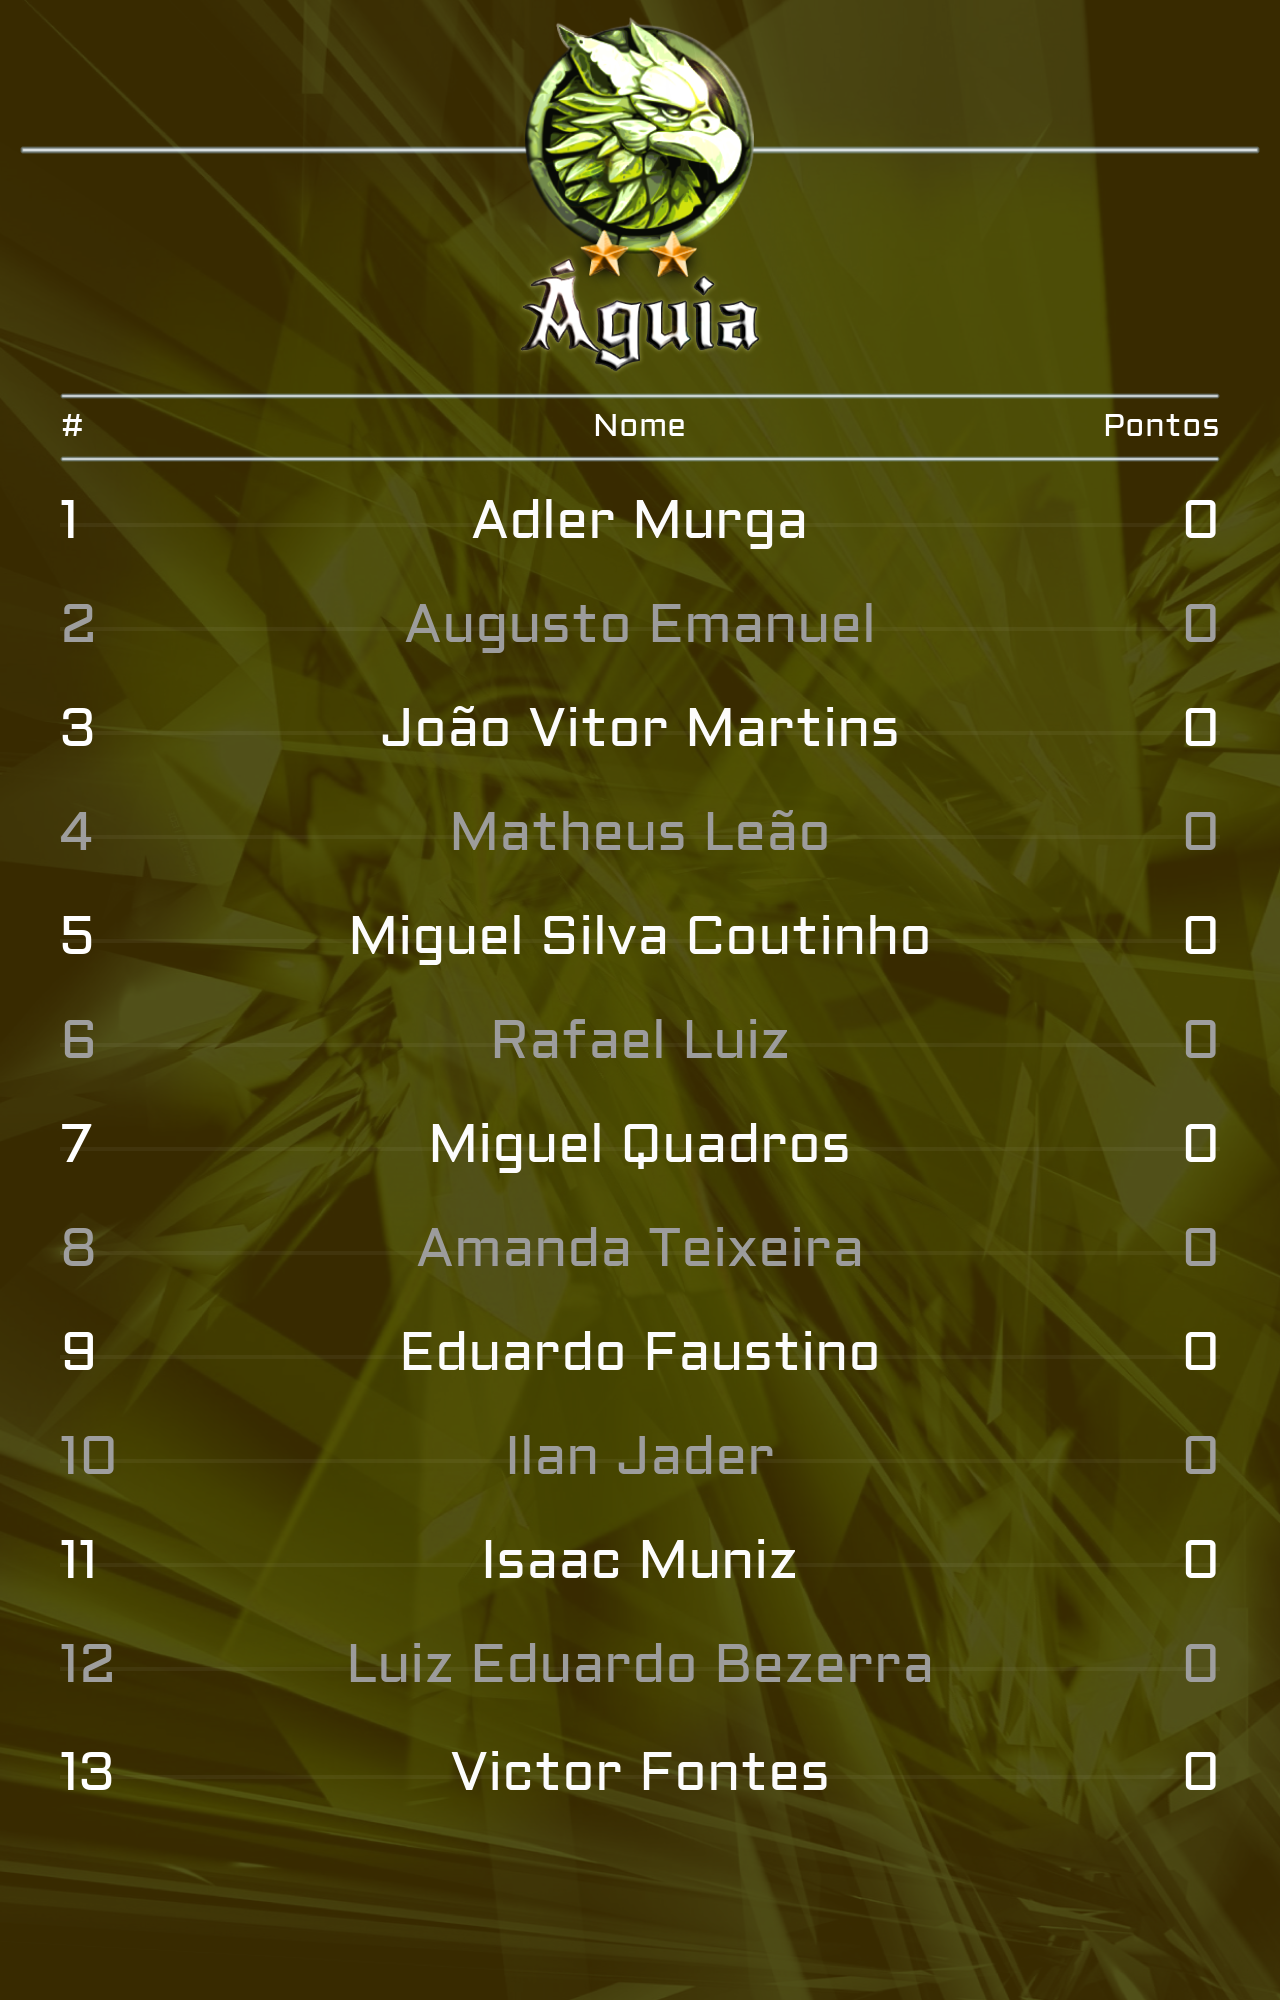 Águia
# Nome Pontos
1 Adler Murga 0
2 Augusto Emanuel 0
3 João Vitor Martins 0
4 Matheus Leão 0
5 Miguel Silva Coutinho 0
6 Rafael Luiz 0
7 Miguel Quadros 0
8 Amanda Teixeira 0
9 Eduardo Faustino 0
10 Ilan Jader 0
11 Isaac Muniz 0
12 Luiz Eduardo Bezerra 0
13 Victor Fontes 0